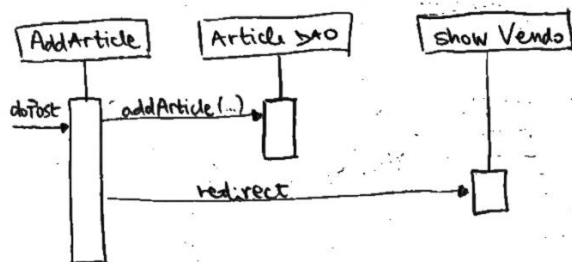 AddArticle
Article DAO
show Vendo
doPost
addArticle(...)
redirect